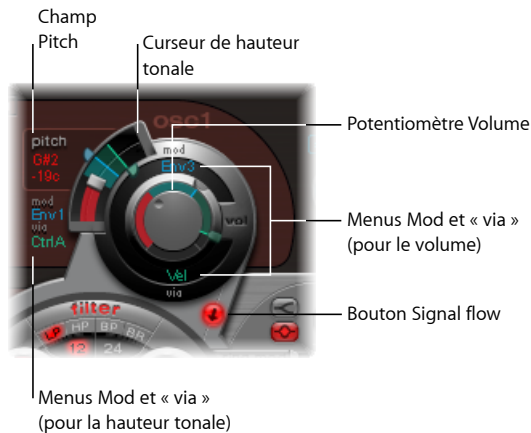 Champ
Pitch
Curseur de hauteur
tonale
osc1
pitch
G#2
-19c
mod
Env3
Potentiomètre Volume
mod
Env1
via
CtrlA
vol
Menus Mod et « via »
(pour le volume)
Vel
via
Bouton Signal flow
filter
LP HP BP BR
12 24
Menus Mod et « via »
(pour la hauteur tonale)